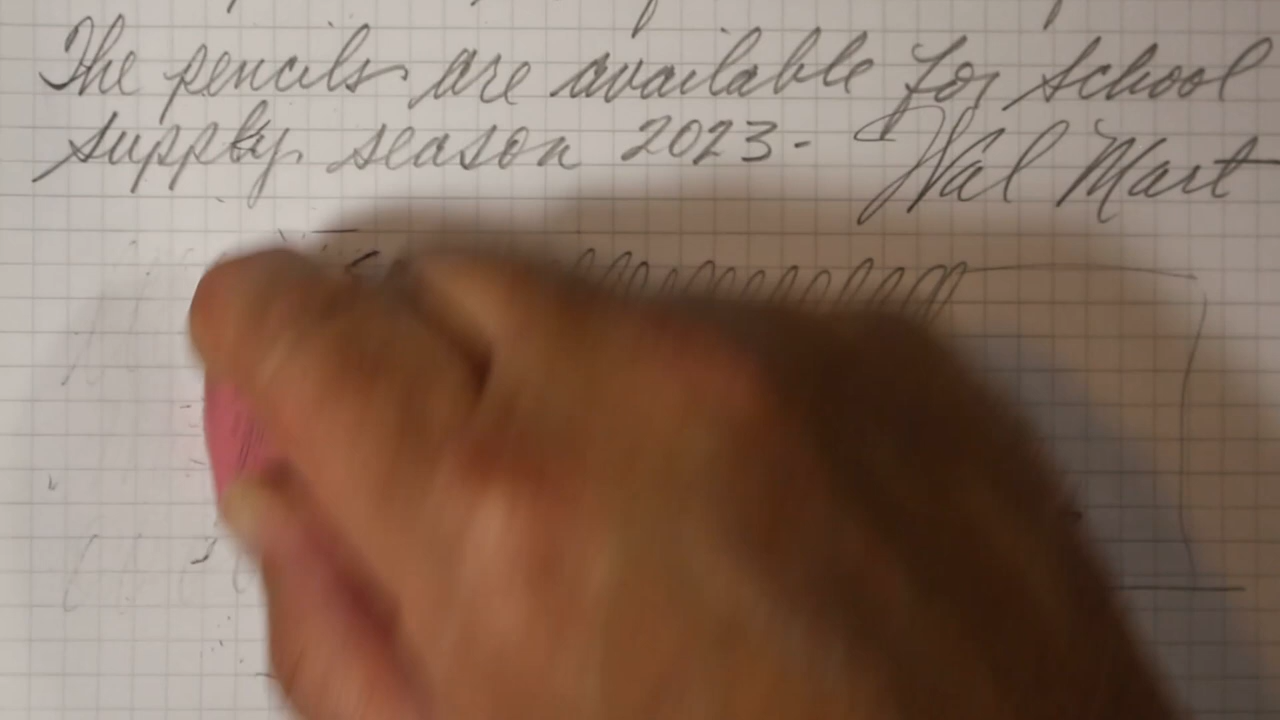 The pencils are available for school
supply season 2023- Wal Mart